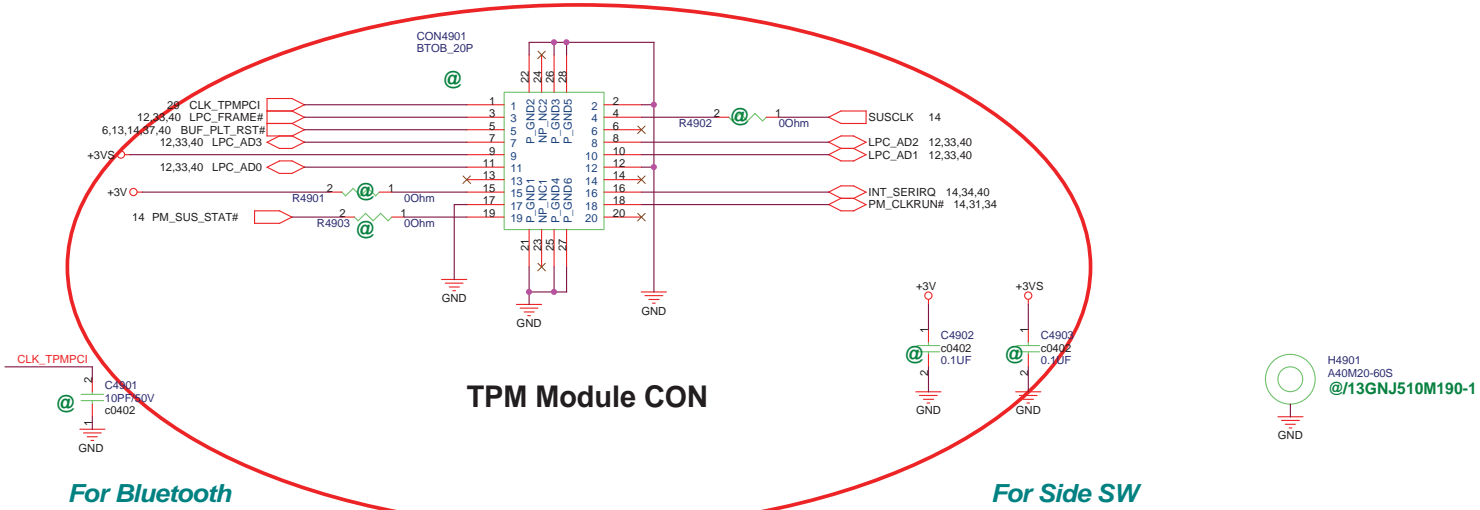 CON4901
BTOB_20P
@
22
24
26
28
P_GND2
NP_NC2
P_GND3
P_GND5
CLK_TPMPCI 1 1 2 2
12,33,40 LPC_FRAME# 3 3 4 4 R4902 2 @ 1 0Ohm SUSCLK 14
6,13,14,37,40 BUF_PLT_RST# 5 5 6 6
12,33,40 LPC_AD3 7 7 8 8 LPC_AD2 12,33,40
+3VS 9 9 10 10 LPC_AD1 12,33,40
12,33,40 LPC_AD0 11 11 12 12
13 13 14 14
+3V R4901 2 @ 1 0Ohm 15 15 16 16 INT_SERIRQ 14,34,40
17 17 18 18 PM_CLKRUN# 14,31,34
14 PM_SUS_STAT# R4903 2 @ 1 0Ohm 19 19 20 20
P_GND1
NP_NC1
P_GND4
P_GND6
21
23
25
27
GND
GND
GND
+3V
1
C4902
@ c0402
0.1UF
2
GND
+3VS
1
C4903
@ c0402
0.1UF
2
GND
H4901
A40M20-60S
@/13GNJ510M190-1
GND
CLK_TPMPCI
2
C4901
@ 10PF/50V
c0402
1
GND
TPM Module CON
For Bluetooth
For Side SW